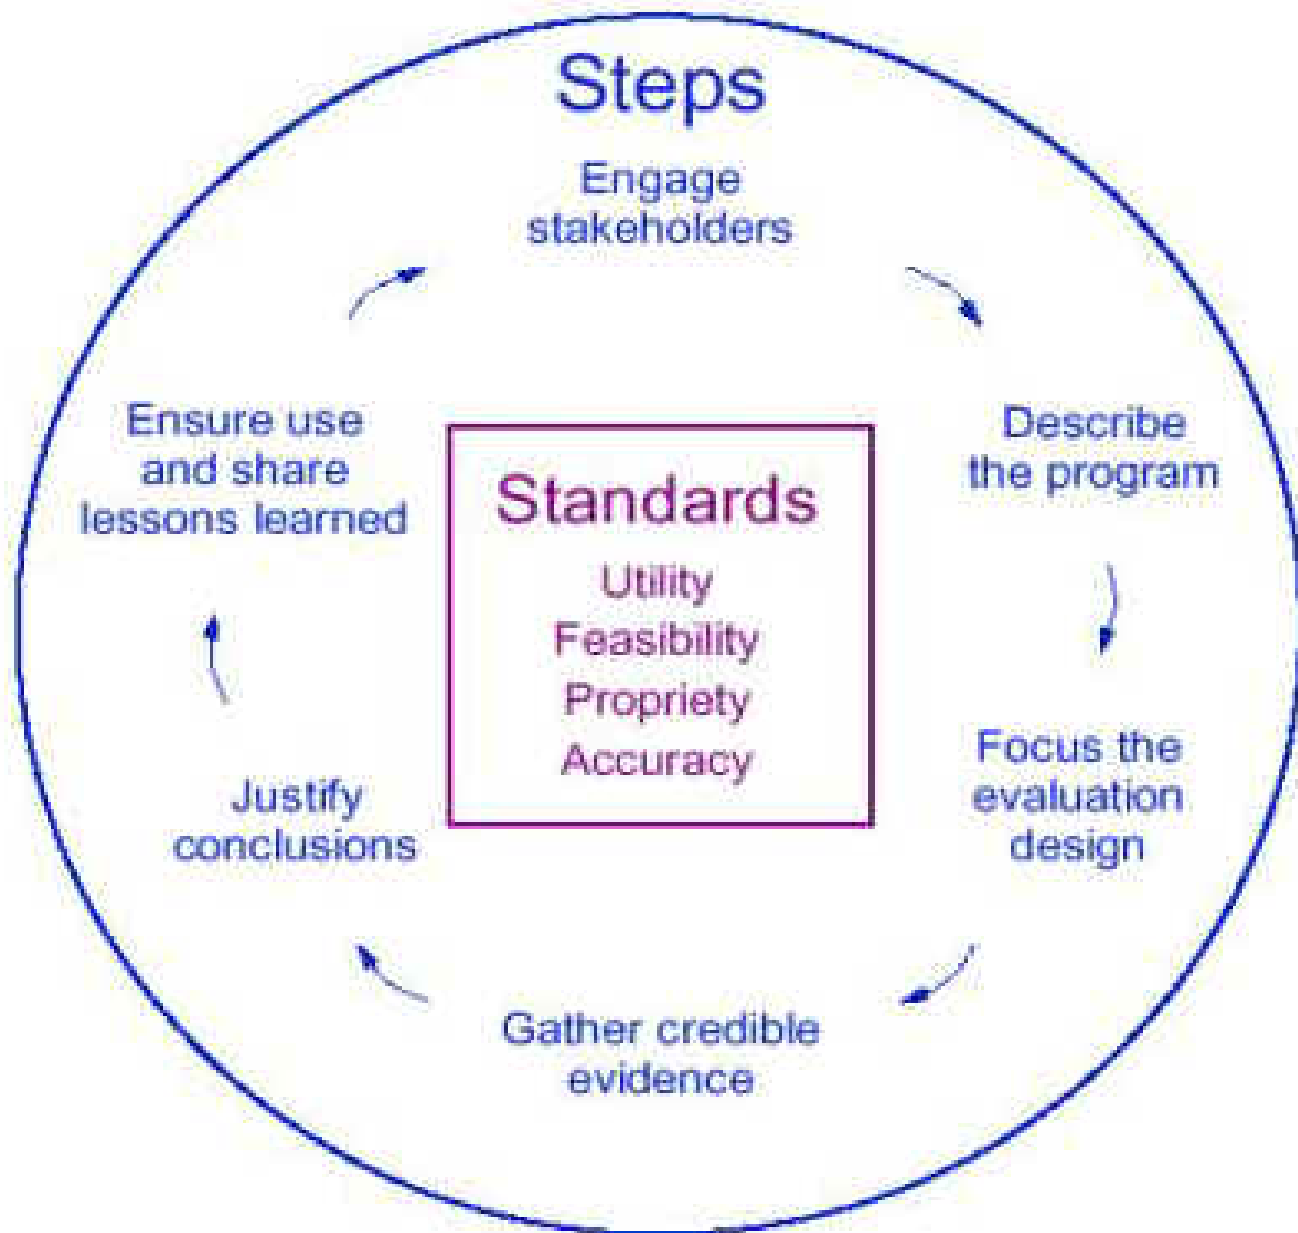 Steps
Engage
stakeholders
Describe
the program
Focus the
evaluation
design
Gather credible
evidence
Justify
conclusions
Ensure use
and share
lessons learned
Standards
Utility
Feasibility
Propriety
Accuracy